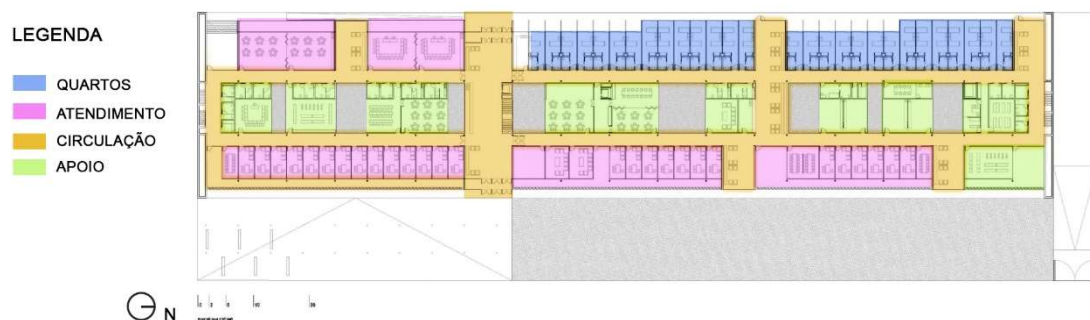 LEGENDA
QUARTOS
ATENDIMENTO
CIRCULAÇÃO
APOIO
N